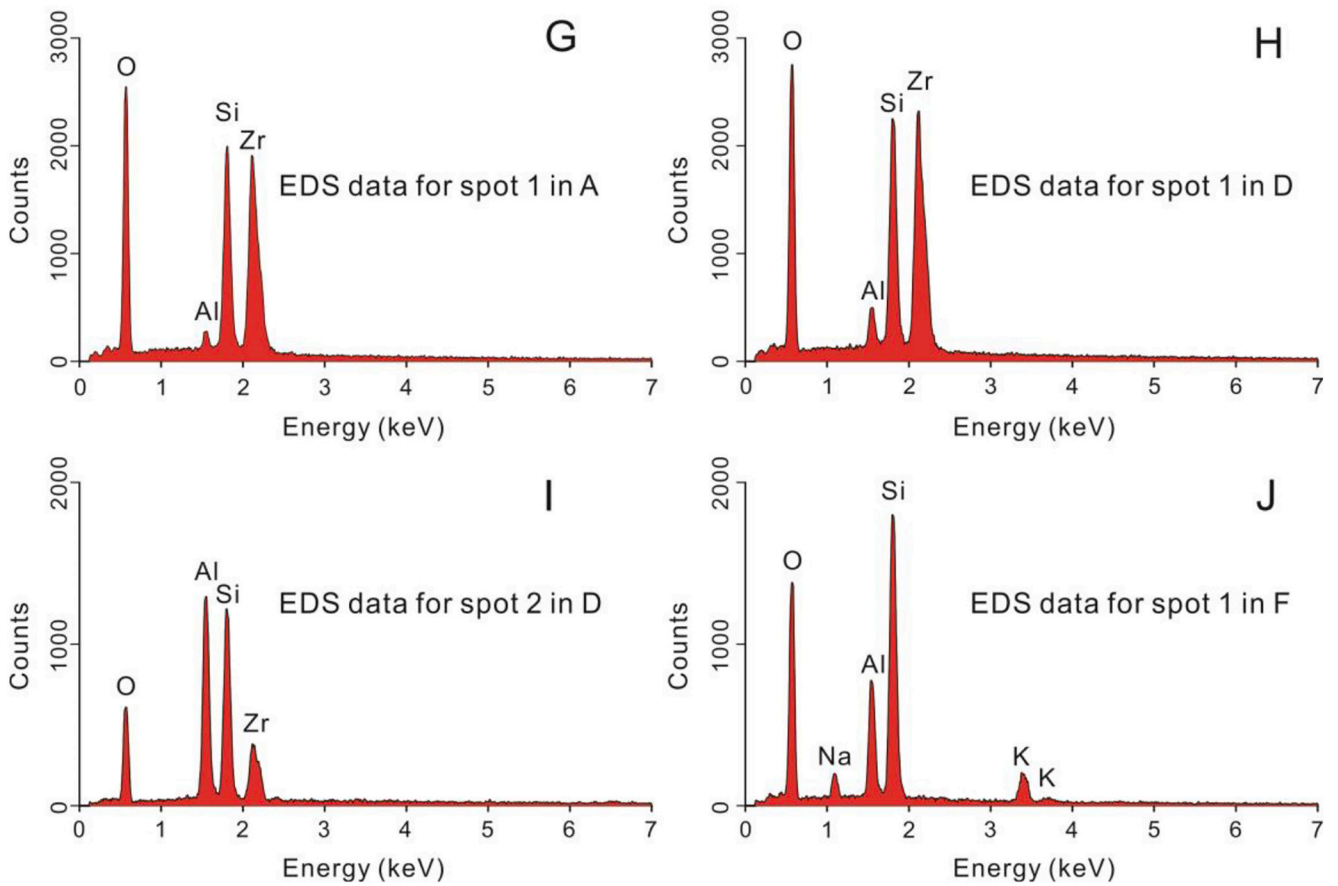 G
3000
2000
1000
0
Counts
O
Si
Zr
Al
EDS data for spot 1 in A
0 1 2 3 4 5 6 7
Energy (keV)
H
3000
2000
1000
0
Counts
O
Si
Zr
Al
EDS data for spot 1 in D
0 1 2 3 4 5 6 7
Energy (keV)
I
2000
1000
0
Counts
O
Al
Si
Zr
EDS data for spot 2 in D
0 1 2 3 4 5 6 7
Energy (keV)
J
2000
1000
0
Counts
O
Na
Al
Si
K
K
EDS data for spot 1 in F
0 1 2 3 4 5 6 7
Energy (keV)